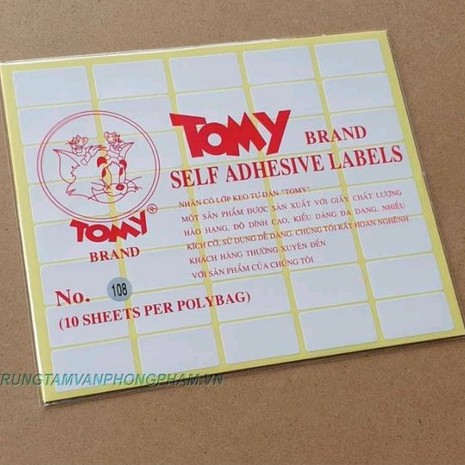 TOMY BRAND
SELF ADHESIVE LABELS
TOMY ®
BRAND
NHÃN CÓ LỚP KEO TỰ DÁN "TOMY"
MỘT SẢN PHẨM ĐƯỢC SẢN XUẤT VỚI GIẤY CHẤT LƯỢNG
HẢO HẠNG, ĐỘ DÍNH CAO, KIỂU DÁNG ĐA DẠNG, NHIỀU
KÍCH CỠ, SỬ DỤNG DỄ DÀNG. CHÚNG TÔI RẤT HOAN NGHÊNH
KHÁCH HÀNG THƯỜNG XUYÊN ĐẾN
VỚI SẢN PHẨM CỦA CHÚNG TÔI
No. 108
(10 SHEETS PER POLYBAG)
RUNGTAMVANPHONGPHAM.VN